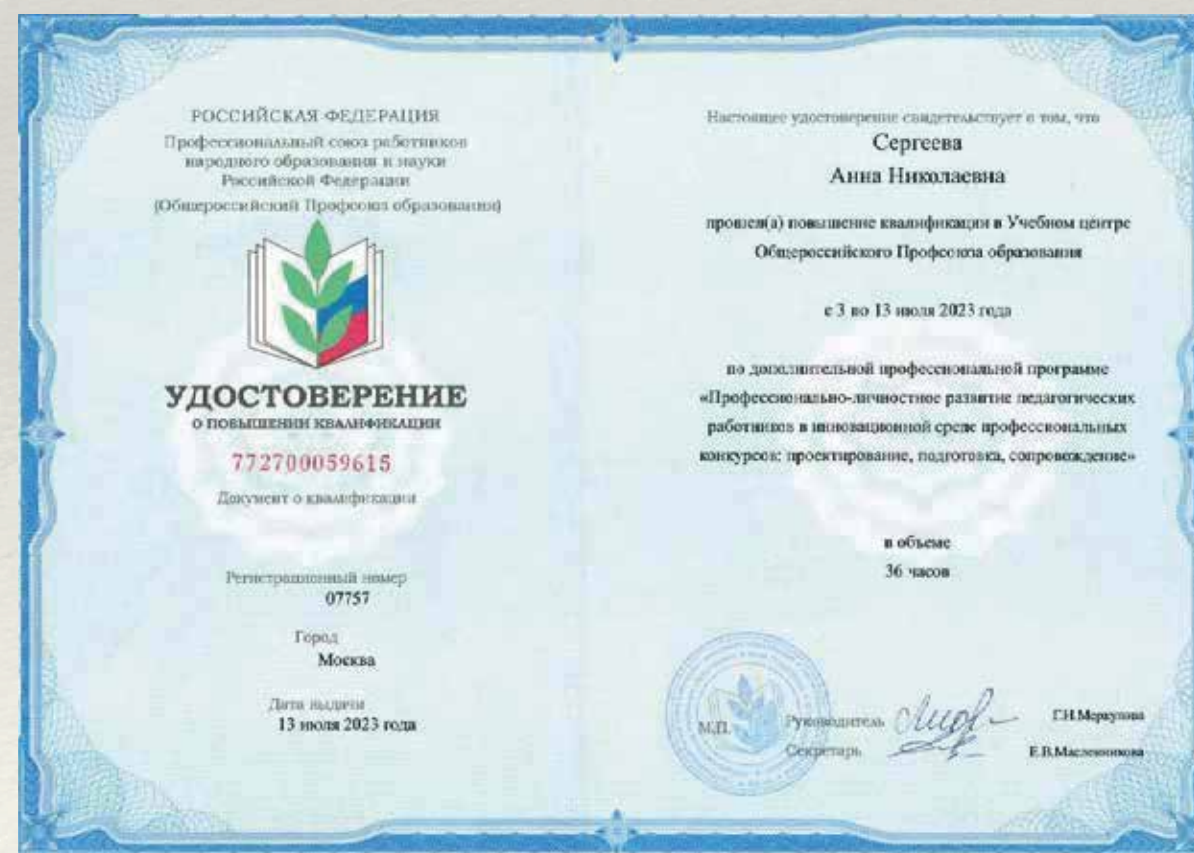 РОССИЙСКАЯ ФЕДЕРАЦИЯ
Профессиональный союз работников
народного образования и науки
Российской Федерации
(Общероссийский Профсоюз образования)
УДОСТОВЕРЕНИЕ
О ПОВЫШЕНИИ КВАЛИФИКАЦИИ
772700059615
Документ о квалификации
Регистрационный номер
07757
Город
Москва
Дата выдачи
13 июля 2023 года
Настоящее удостоверение свидетельствует о том, что
Сергеева
Анна Николаевна
прошел(а) повышение квалификации в Учебном центре
Общероссийского Профсоюза образования
с 3 по 13 июля 2023 года
по дополнительной профессиональной программе
«Профессионально-личностное развитие педагогических
работников в инновационной среде профессиональных
конкурсов: проектирование, подготовка, сопровождение»
в объеме
36 часов
М.П.
Руководитель Г.И.Меркулова
Секретарь Е.В.Масленникова